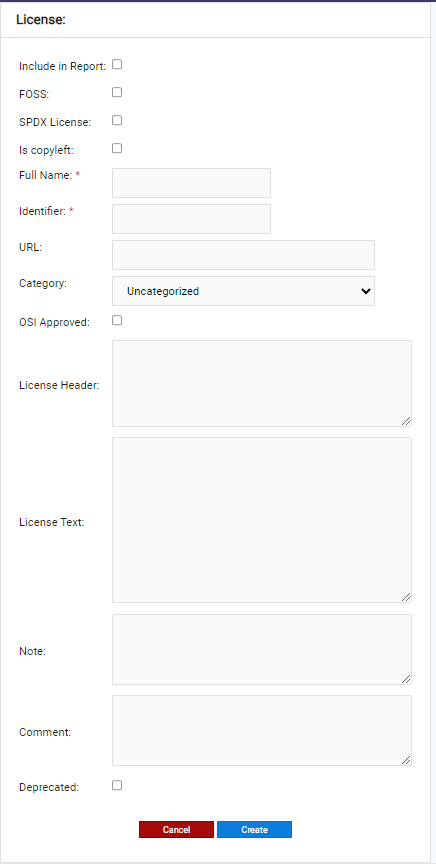 License:
Include in Report:
FOSS:
SPDX License:
Is copyleft:
Full Name: *
Identifier: *
URL:
Category: Uncategorized
OSI Approved:
License Header:
License Text:
Note:
Comment:
Deprecated:
Cancel Create